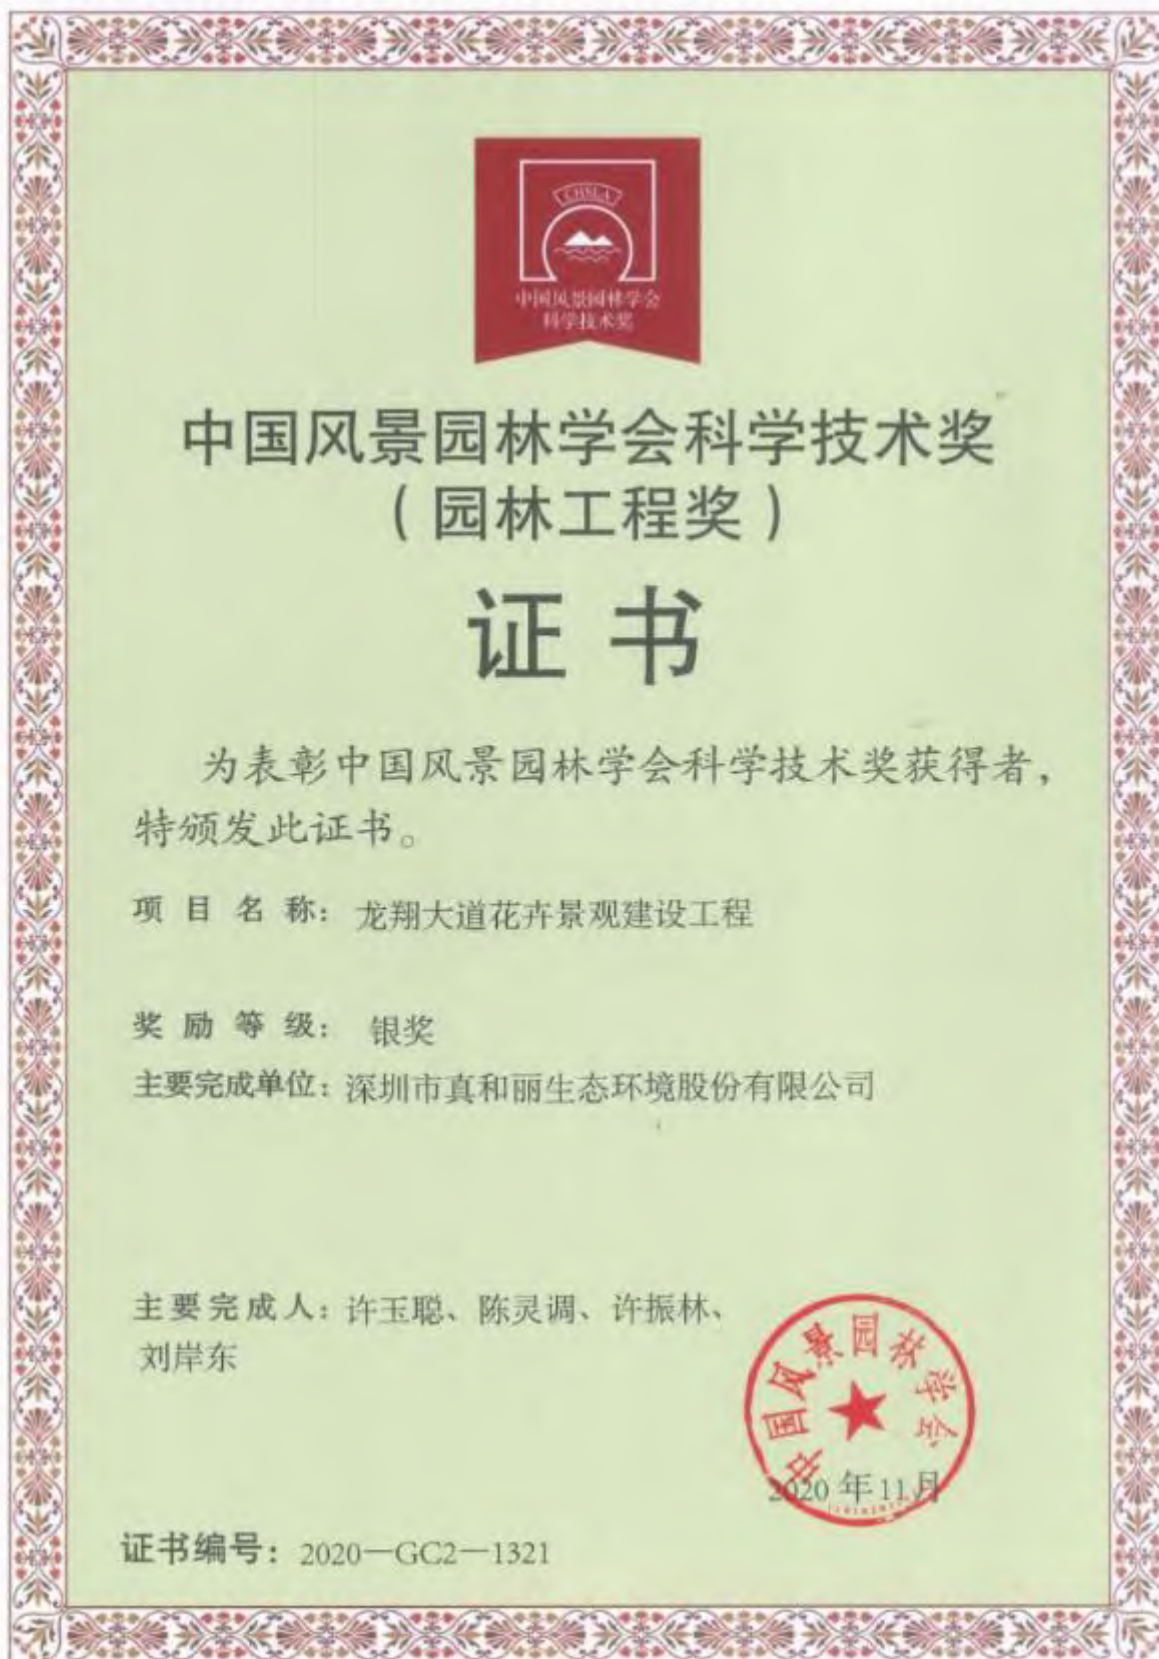 CHSLA
中国风景园林学会
科学技术奖
中国风景园林学会科学技术奖
（园林工程奖）
证书
为表彰中国风景园林学会科学技术奖获得者，
特颁发此证书。
项目名称：龙翔大道花卉景观建设工程
奖励等级：银奖
主要完成单位：深圳市真和丽生态环境股份有限公司
主要完成人：许玉聪、陈灵调、许振林、
刘岸东
中国风景园林学会
2020年11月
证书编号：2020—GC2—1321